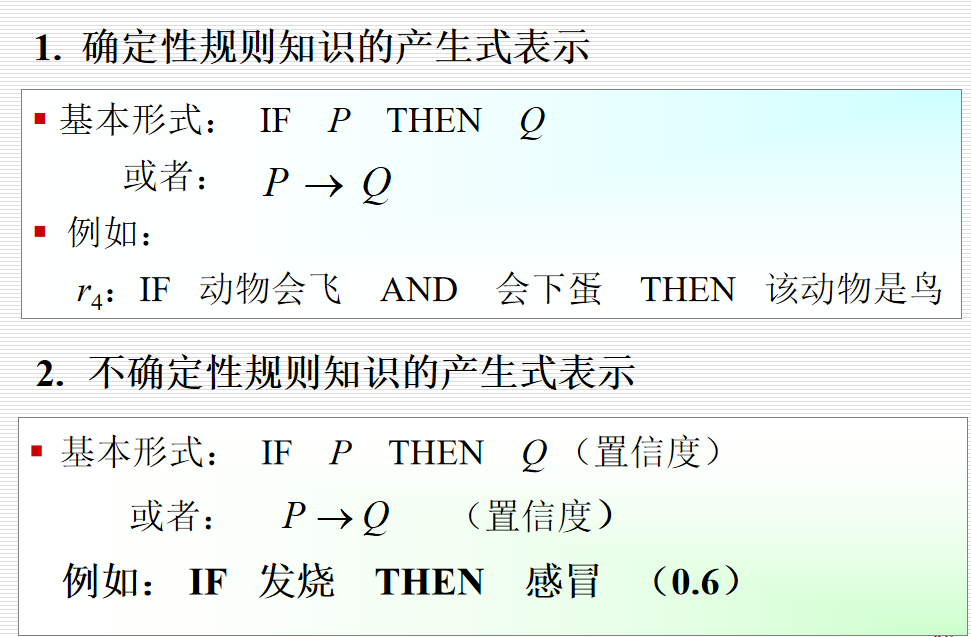 1. 确定性规则知识的产生式表示
▪ 基本形式： IF P THEN Q
或者： P → Q
▪ 例如：
r₄：IF 动物会飞 AND 会下蛋 THEN 该动物是鸟
2. 不确定性规则知识的产生式表示
▪ 基本形式： IF P THEN Q （置信度）
或者： P → Q （置信度）
例如： IF 发烧 THEN 感冒 （0.6）